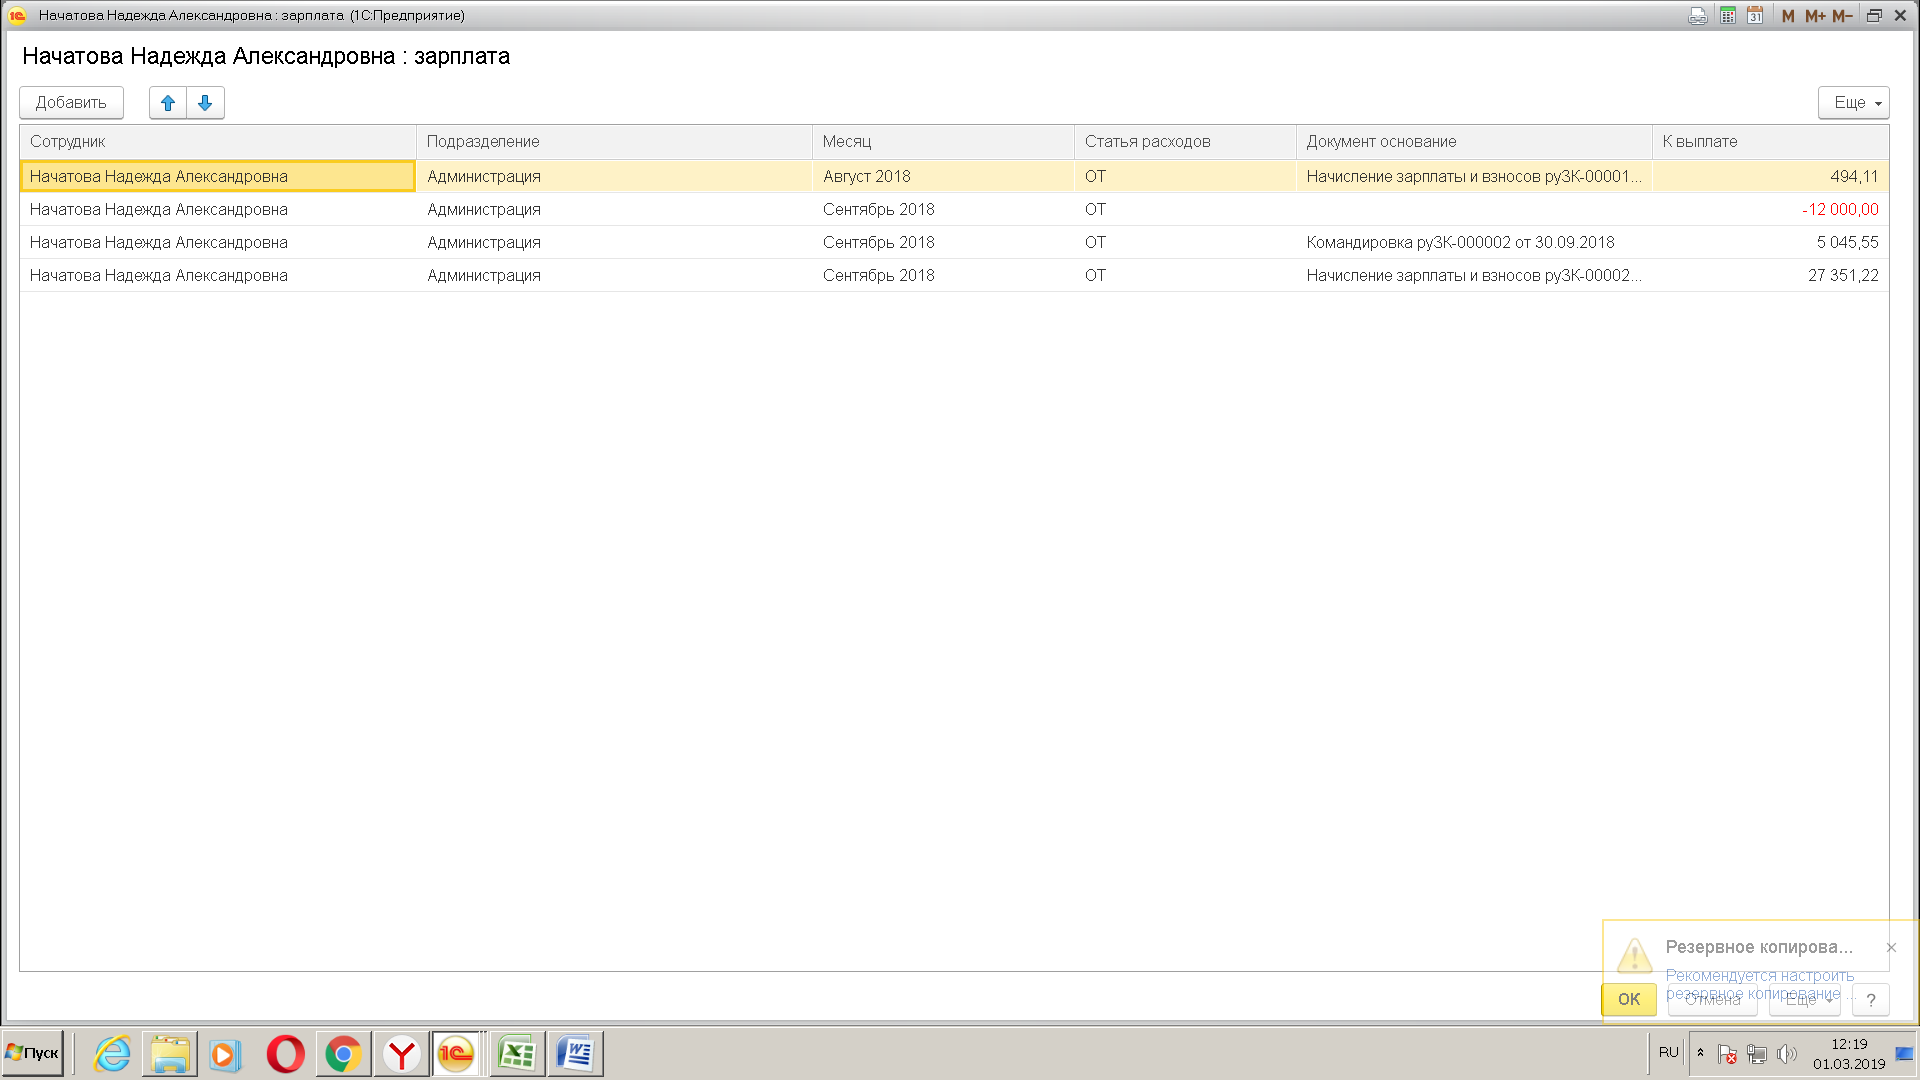 Начатова Надежда Александровна : зарплата (1С:Предприятие)
31 M M+ M−
Начатова Надежда Александровна : зарплата
Добавить Еще
Сотрудник Подразделение Месяц Статья расходов Документ основание К выплате
Начатова Надежда Александровна Администрация Август 2018 ОТ Начисление зарплаты и взносов руЗК-00001... 494,11
Начатова Надежда Александровна Администрация Сентябрь 2018 ОТ -12 000,00
Начатова Надежда Александровна Администрация Сентябрь 2018 ОТ Командировка руЗК-000002 от 30.09.2018 5 045,55
Начатова Надежда Александровна Администрация Сентябрь 2018 ОТ Начисление зарплаты и взносов руЗК-00002... 27 351,22
Резервное копирова...
Рекомендуется настроить
резервное копирование ...
ОК Отмена Еще ?
Пуск RU 12:19
01.03.2019